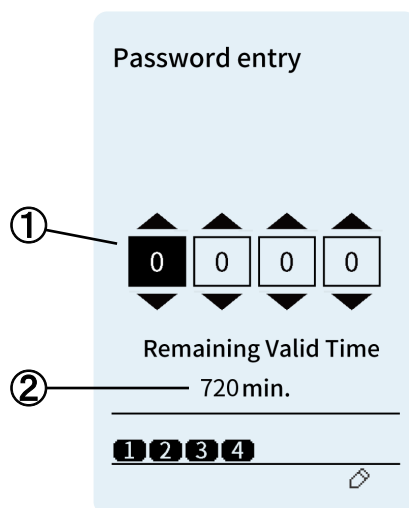 Password entry
①
0 0 0 0
Remaining Valid Time
② 720 min.
1 2 3 4